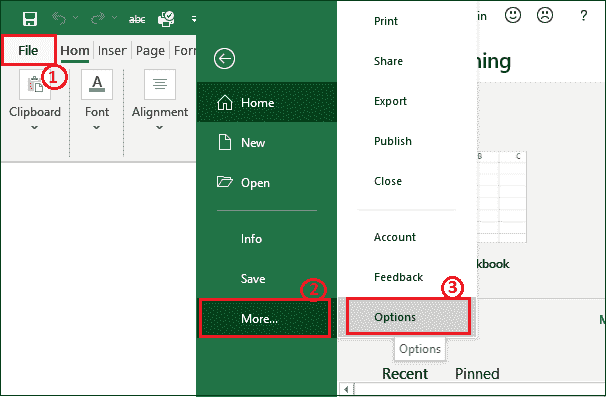 abc
File
Hom
Inser
Page
Forn
1
Clipboard
Font
Alignment
A
Home
New
Open
Info
Save
2
More...
Print
Share
Export
Publish
Close
Account
Feedback
3
Options
Options
in
?
ning
B C
kbook
M
Recent Pinned